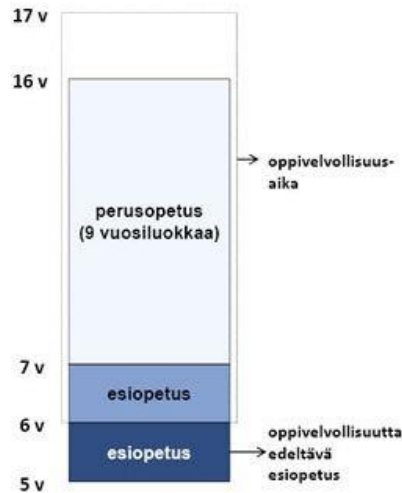 17 v
16 v
oppivelvollisuus-
aika
perusopetus
(9 vuosiluokkaa)
7 v
esiopetus
6 v
esiopetus
oppivelvollisuutta
edeltävä
esiopetus
5 v